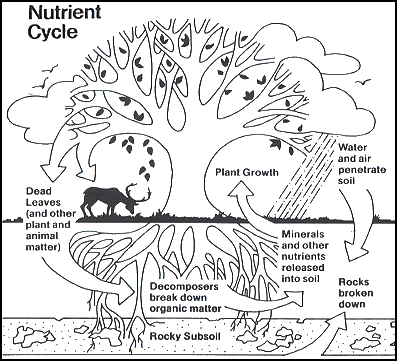 Nutrient
Cycle
Water
and air
penetrate
soil
Plant Growth
Dead
Leaves
(and other
plant and
animal
matter)
Minerals
and other
nutrients
released
into soil
Decomposers
break down
organic matter
Rocks
broken
down
Rocky Subsoil